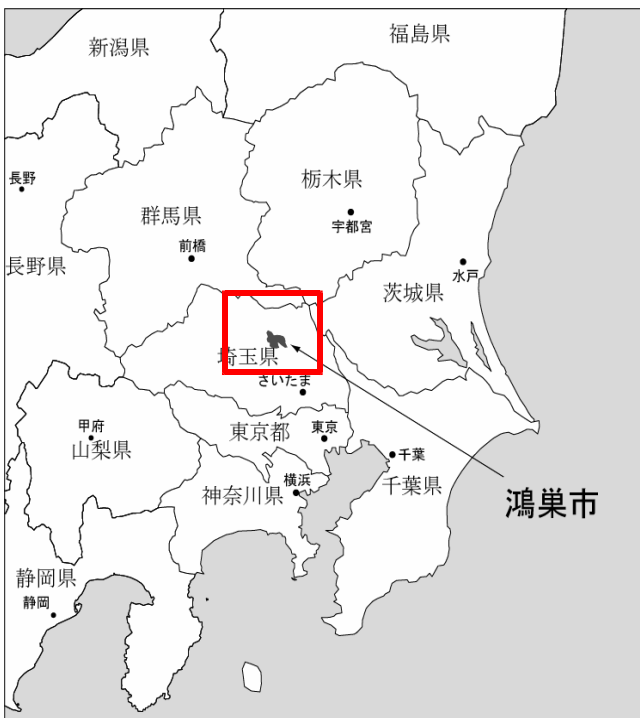 福島県
新潟県
栃木県
長野
宇都宮
群馬県
前橋
長野県
水戸
茨城県
埼玉県
さいたま
甲府
山梨県
東京都
東京
千葉
千葉県
横浜
神奈川県
鴻巣市
静岡県
静岡